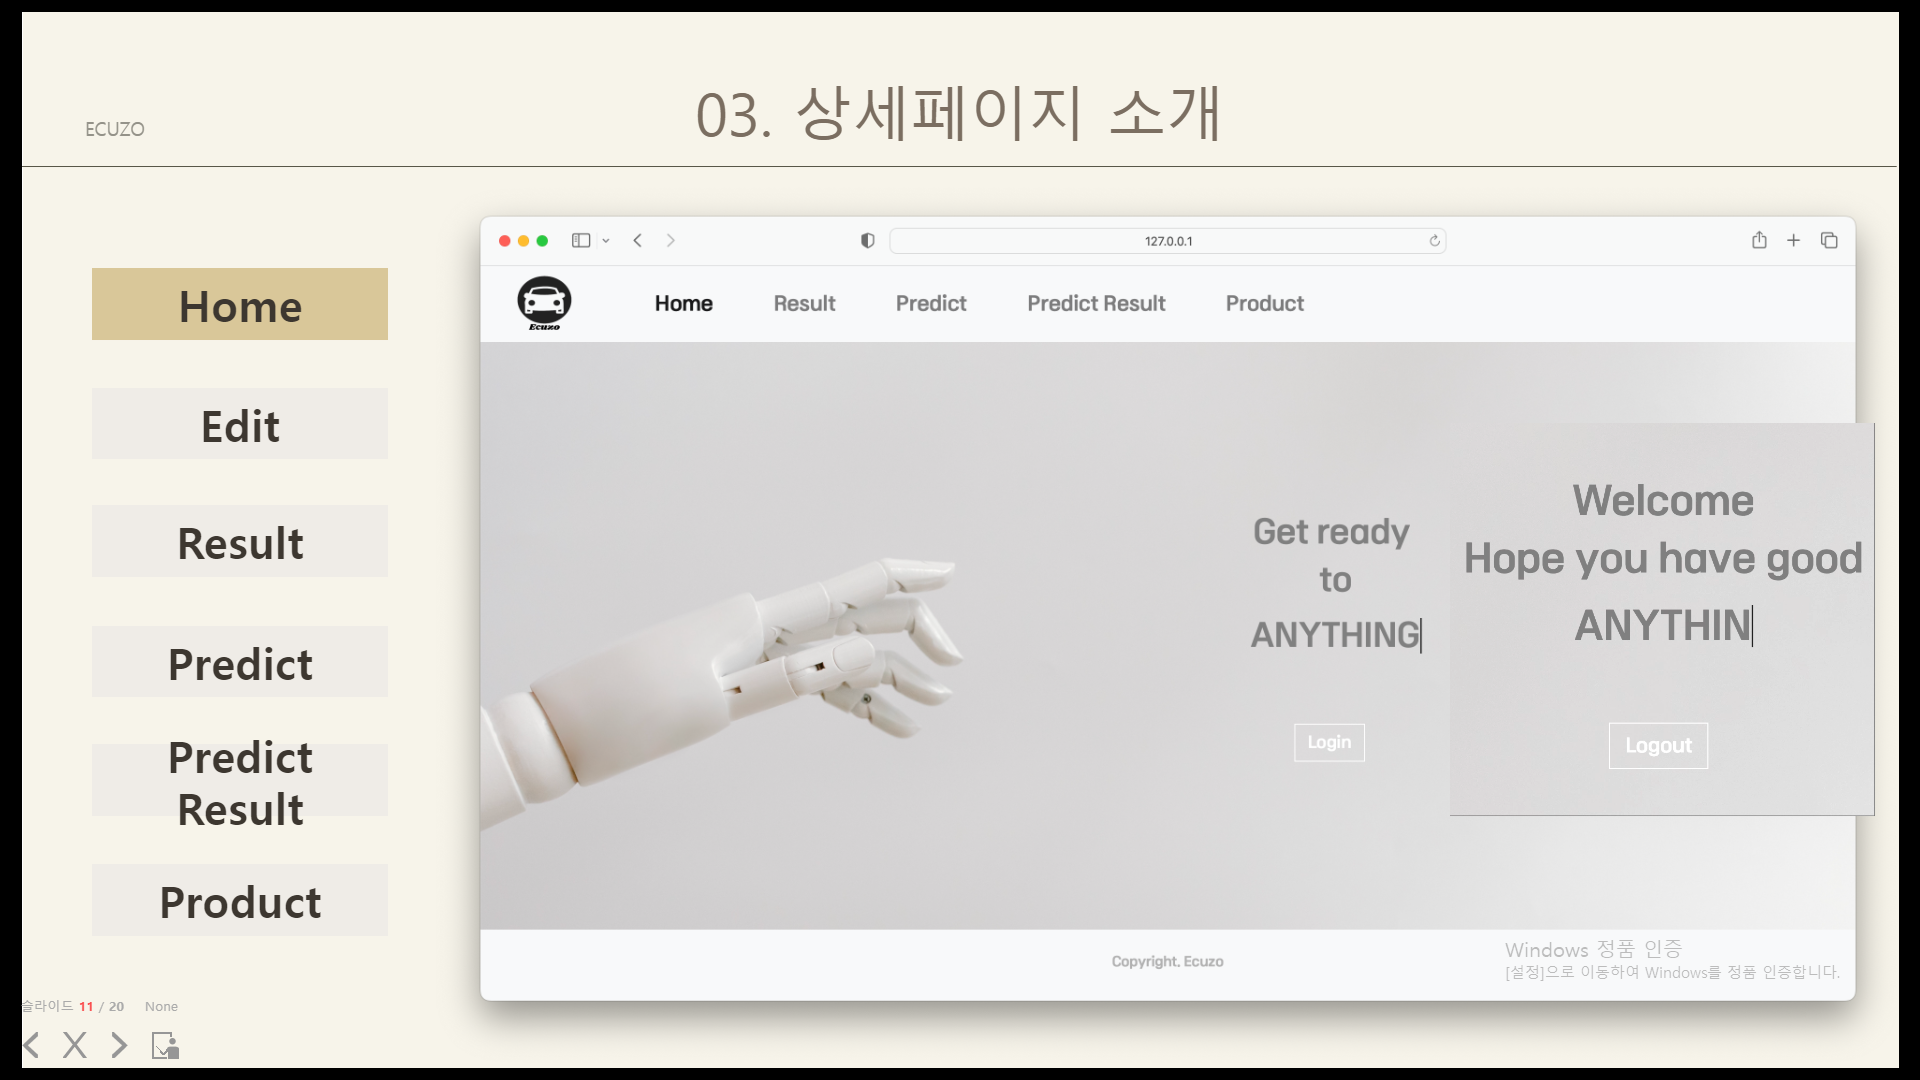 ECUZO
03. 상세페이지 소개
Home
Edit
Result
Predict
Predict
Result
Product
127.0.0.1
Ecuzo
Home Result Predict Predict Result Product
Get ready
to
ANYTHING
Login
Welcome
Hope you have good
ANYTHIN
Logout
Copyright. Ecuzo
Windows 정품 인증
[설정]으로 이동하여 Windows를 정품 인증합니다.
슬라이드 11 / 20 None